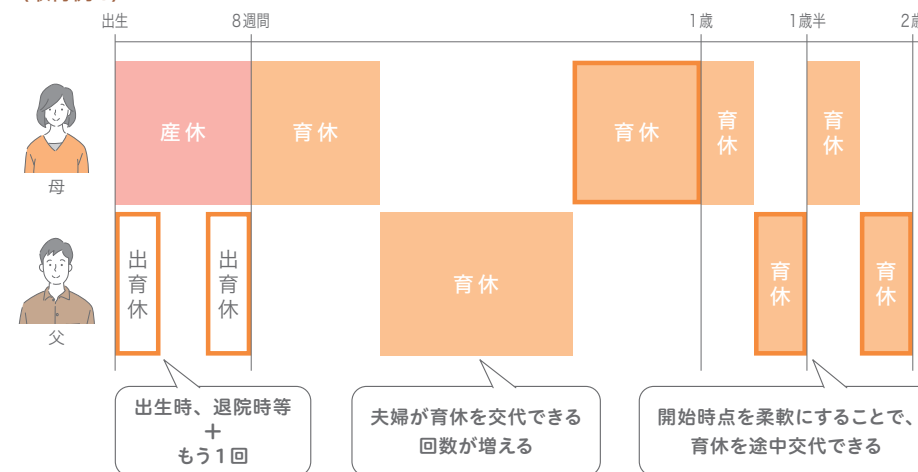 出生
8週間
1歳
1歳半
2歳
産休
育休
育休
育休
育休
母
出育休
出育休
育休
育休
育休
父
出生時、退院時等
+
もう1回
夫婦が育休を交代できる
回数が増える
開始時点を柔軟にすることで、
育休を途中交代できる